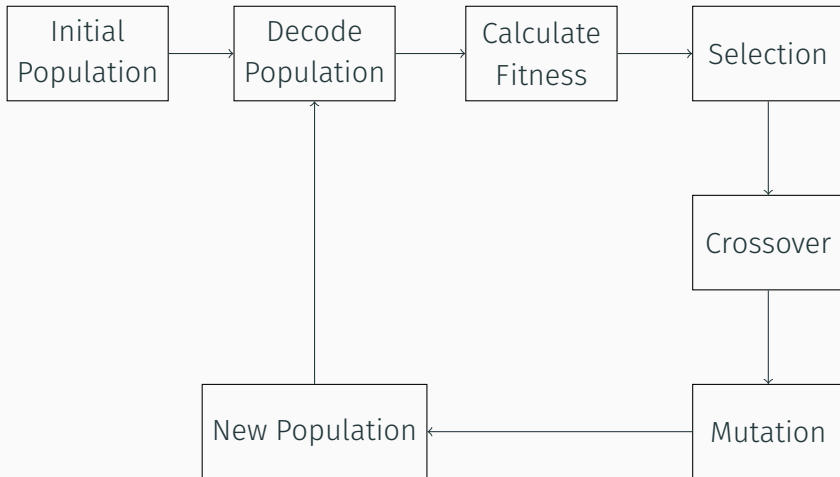 Initial
Population
Decode
Population
Calculate
Fitness
Selection
Crossover
New Population
Mutation